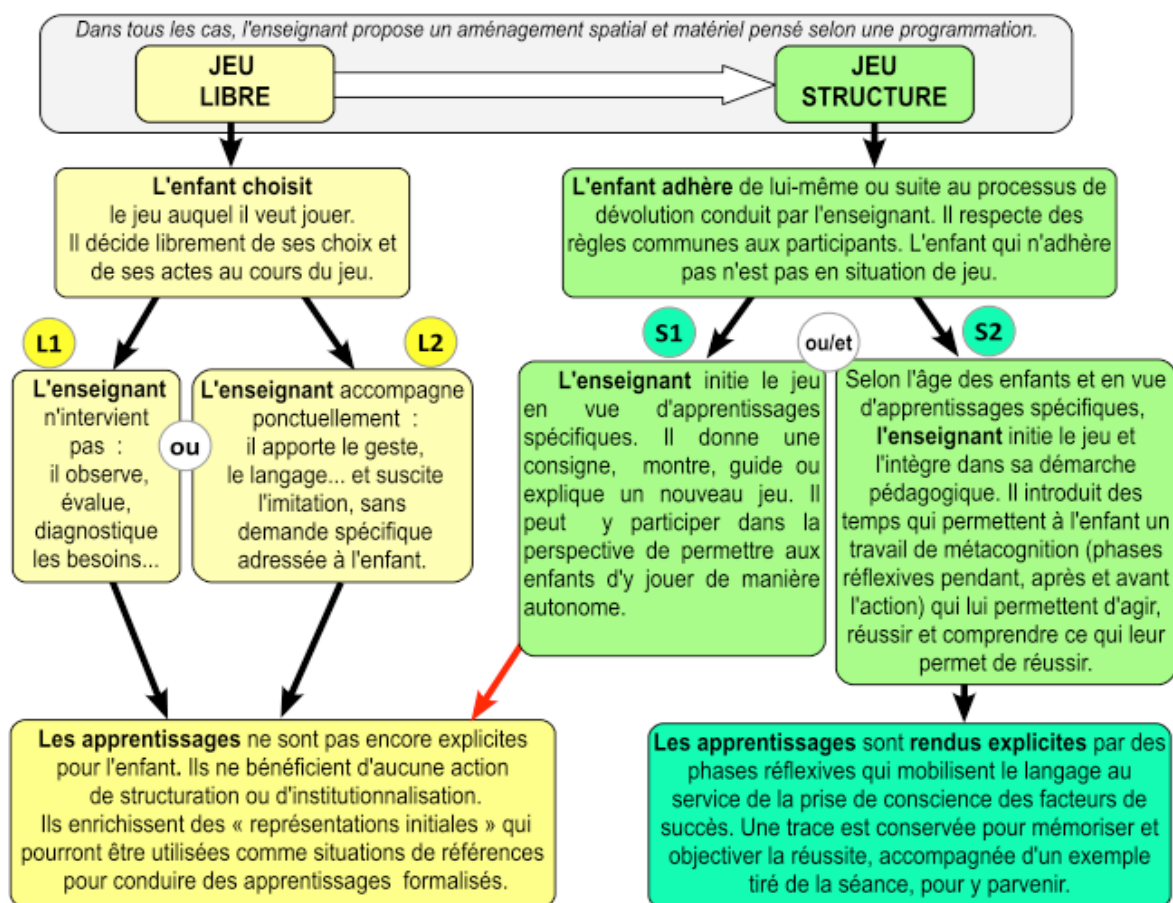 Dans tous les cas, l'enseignant propose un aménagement spatial et matériel pensé selon une programmation.
JEU
LIBRE
JEU
STRUCTURE
L'enfant choisit
le jeu auquel il veut jouer.
Il décide librement de ses choix et
de ses actes au cours du jeu.
L'enfant adhère de lui-même ou suite au processus de
dévolution conduit par l'enseignant. Il respecte des
règles communes aux participants. L'enfant qui n'adhère
pas n'est pas en situation de jeu.
L1
L2
S1
ou/et
S2
L'enseignant
n'intervient
pas :
il observe,
évalue,
diagnostique
les besoins...
ou
L'enseignant accompagne
ponctuellement :
il apporte le geste,
le langage... et suscite
l'imitation, sans
demande spécifique
adressée à l'enfant.
L'enseignant initie le jeu
en vue d'apprentissages
spécifiques. Il donne une
consigne, montre, guide ou
explique un nouveau jeu. Il
peut y participer dans la
perspective de permettre aux
enfants d'y jouer de manière
autonome.
Selon l'âge des enfants et en vue
d'apprentissages spécifiques,
l'enseignant initie le jeu et
l'intègre dans sa démarche
pédagogique. Il introduit des
temps qui permettent à l'enfant un
travail de métacognition (phases
réflexives pendant, après et avant
l'action) qui lui permettent d'agir,
réussir et comprendre ce qui leur
permet de réussir.
Les apprentissages ne sont pas encore explicites
pour l'enfant. Ils ne bénéficient d'aucune action
de structuration ou d'institutionnalisation.
Ils enrichissent des « représentations initiales » qui
pourront être utilisées comme situations de références
pour conduire des apprentissages formalisés.
Les apprentissages sont rendus explicites par des
phases réflexives qui mobilisent le langage au
service de la prise de conscience des facteurs de
succès. Une trace est conservée pour mémoriser et
objectiver la réussite, accompagnée d'un exemple
tiré de la séance, pour y parvenir.